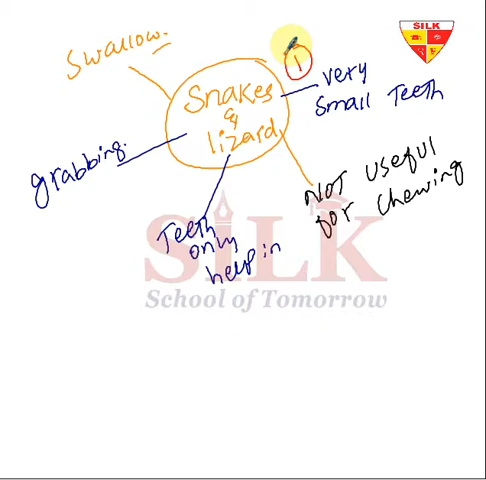 SILK
Swallow.
1
Snakes
&
lizard
very
small Teeth
grabbing.
NOT useful
for chewing
Teeth
only
help in
SILK
School of Tomorrow